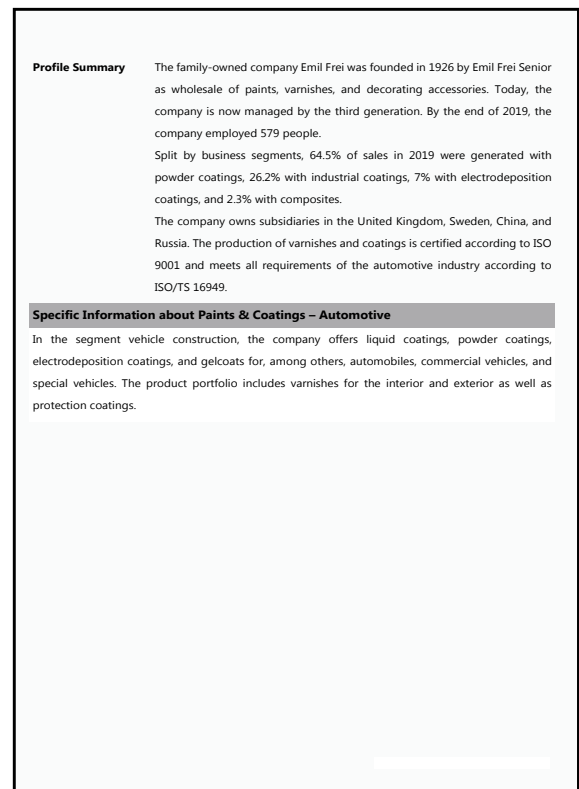 Profile Summary The family-owned company Emil Frei was founded in 1926 by Emil Frei Senior
as wholesale of paints, varnishes, and decorating accessories. Today, the
company is now managed by the third generation. By the end of 2019, the
company employed 579 people.
Split by business segments, 64.5% of sales in 2019 were generated with
powder coatings, 26.2% with industrial coatings, 7% with electrodeposition
coatings, and 2.3% with composites.
The company owns subsidiaries in the United Kingdom, Sweden, China, and
Russia. The production of varnishes and coatings is certified according to ISO
9001 and meets all requirements of the automotive industry according to
ISO/TS 16949.
Specific Information about Paints & Coatings – Automotive
In the segment vehicle construction, the company offers liquid coatings, powder coatings,
electrodeposition coatings, and gelcoats for, among others, automobiles, commercial vehicles, and
special vehicles. The product portfolio includes varnishes for the interior and exterior as well as
protection coatings.